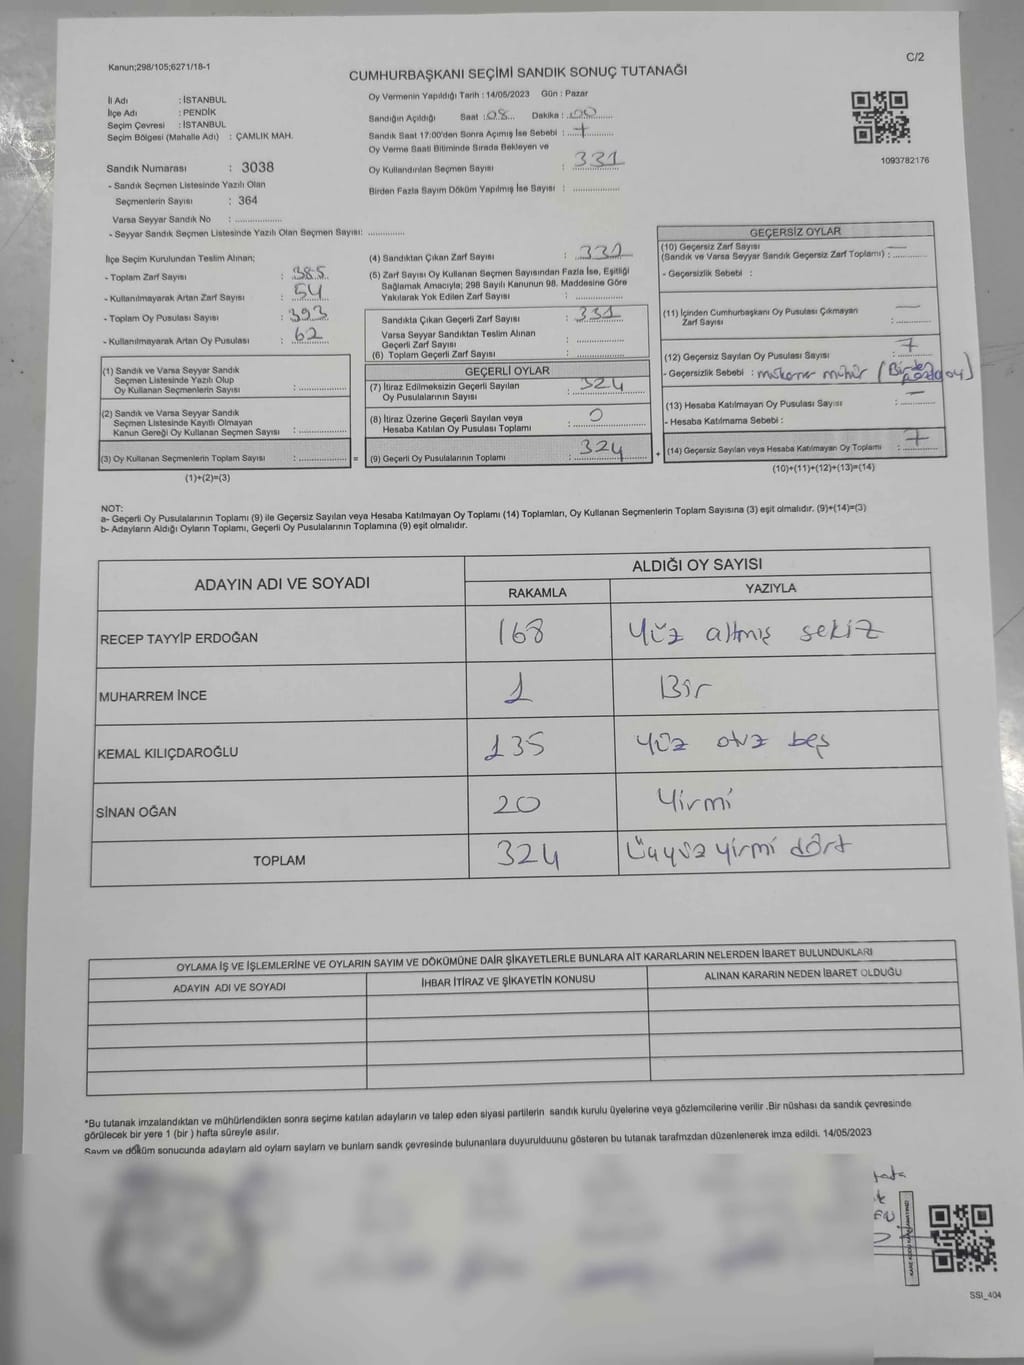 Kanun;298/105;6271/18-1
C/2
CUMHURBAŞKANI SEÇİMİ SANDIK SONUÇ TUTANAĞI
İl Adı : İSTANBUL
İlçe Adı : PENDİK
Seçim Çevresi : İSTANBUL
Seçim Bölgesi (Mahalle Adı) : ÇAMLIK MAH.
Sandık Numarası : 3038
- Sandık Seçmen Listesinde Yazılı Olan
Seçmenlerin Sayısı : 364
Varsa Seyyar Sandık No : ..............
- Seyyar Sandık Seçmen Listesinde Yazılı Olan Seçmen Sayısı: ............
Oy Vermenin Yapıldığı Tarih : 14/05/2023 Gün : Pazar
Sandığın Açıldığı Saat : 08 Dakika : 00
Sandık Saat 17:00'den Sonra Açımış İse Sebebi :
Oy Verme Saati Bitiminde Sırada Bekleyen ve
Oy Kullandırılan Seçmen Sayısı : 331
Birden Fazla Sayım Döküm Yapılmış İse Sayısı : ..............
1093782176
İlçe Seçim Kurulundan Teslim Alınan;
- Toplam Zarf Sayısı : 385
- Kullanılmayarak Artan Zarf Sayısı : 54
- Toplam Oy Pusulası Sayısı : 393
- Kullanılmayarak Artan Oy Pusulası : 62
(1) Sandık ve Varsa Seyyar Sandık
Seçmen Listesinde Yazılı Olup
Oy Kullanan Seçmenlerin Sayısı : ..............
(2) Sandık ve Varsa Seyyar Sandık
Seçmen Listesinde Kayıtlı Olmayan
Kanun Gereği Oy Kullanan Seçmen Sayısı : ..............
(3) Oy Kullanan Seçmenlerin Toplam Sayısı : ..............
(1)+(2)=(3)
(4) Sandıktan Çıkan Zarf Sayısı : 331
(5) Zarf Sayısı Oy Kullanan Seçmen Sayısından Fazla İse, Eşitliği
Sağlamak Amacıyla; 298 Sayılı Kanunun 98. Maddesine Göre
Yakılarak Yok Edilen Zarf Sayısı : ..............
Sandıkta Çıkan Geçerli Zarf Sayısı : 331
Varsa Seyyar Sandıktan Teslim Alınan
Geçerli Zarf Sayısı : ..............
(6) Toplam Geçerli Zarf Sayısı : ..............
GEÇERLİ OYLAR
(7) İtiraz Edilmeksizin Geçerli Sayılan
Oy Pusulalarının Sayısı : 324
(8) İtiraz Üzerine Geçerli Sayılan veya
Hesaba Katılan Oy Pusulası Toplamı : 0
= (9) Geçerli Oy Pusulalarının Toplamı : 324 +
GEÇERSİZ OYLAR
(10) Geçersiz Zarf Sayısı
(Sandık ve Varsa Seyyar Sandık Geçersiz Zarf Toplamı) : —
- Geçersizlik Sebebi :
(11) İçinden Cumhurbaşkanı Oy Pusulası Çıkmayan
Zarf Sayısı : —
(12) Geçersiz Sayılan Oy Pusulası Sayısı : 7
- Geçersizlik Sebebi : mükerrer mühür (Birden fazla oy)
(13) Hesaba Katılmayan Oy Pusulası Sayısı : —
- Hesaba Katılmama Sebebi :
(14) Geçersiz Sayılan veya Hesaba Katılmayan Oy Toplamı : 7
(10)+(11)+(12)+(13)=(14)
NOT:
a- Geçerli Oy Pusulalarının Toplamı (9) ile Geçersiz Sayılan veya Hesaba Katılmayan Oy Toplamı (14) Toplamları, Oy Kullanan Seçmenlerin Toplam Sayısına (3) eşit olmalıdır. (9)+(14)=(3)
b- Adayların Aldığı Oyların Toplamı, Geçerli Oy Pusulalarının Toplamına (9) eşit olmalıdır.
ADAYIN ADI VE SOYADI ALDIĞI OY SAYISI
RAKAMLA YAZIYLA
RECEP TAYYİP ERDOĞAN 168 Yüz altmış sekiz
MUHARREM İNCE 1 Bir
KEMAL KILIÇDAROĞLU 135 Yüz otuz beş
SİNAN OĞAN 20 Yirmi
TOPLAM 324 Üçyüz yirmi dört
OYLAMA İŞ VE İŞLEMLERİNE VE OYLARIN SAYIM VE DÖKÜMÜNE DAİR ŞİKAYETLERLE BUNLARA AİT KARARLARIN NELERDEN İBARET BULUNDUKLARI
ADAYIN ADI VE SOYADI İHBAR İTİRAZ VE ŞİKAYETİN KONUSU ALINAN KARARIN NEDEN İBARET OLDUĞU
*Bu tutanak imzalandıktan ve mühürlendikten sonra seçime katılan adayların ve talep eden siyasi partilerin sandık kurulu üyelerine veya gözlemcilerine verilir .Bir nüshası da sandık çevresinde
görülecek bir yere 1 (bir ) hafta süreyle asılır.
Saym ve döküm sonucunda adaylarn ald oylarn saylarn ve bunlarn sandk çevresinde bulunanlara duyurulduunu gösteren bu tutanak tarafmzdan düzenlenerek imza edildi. 14/05/2023
SSI_404